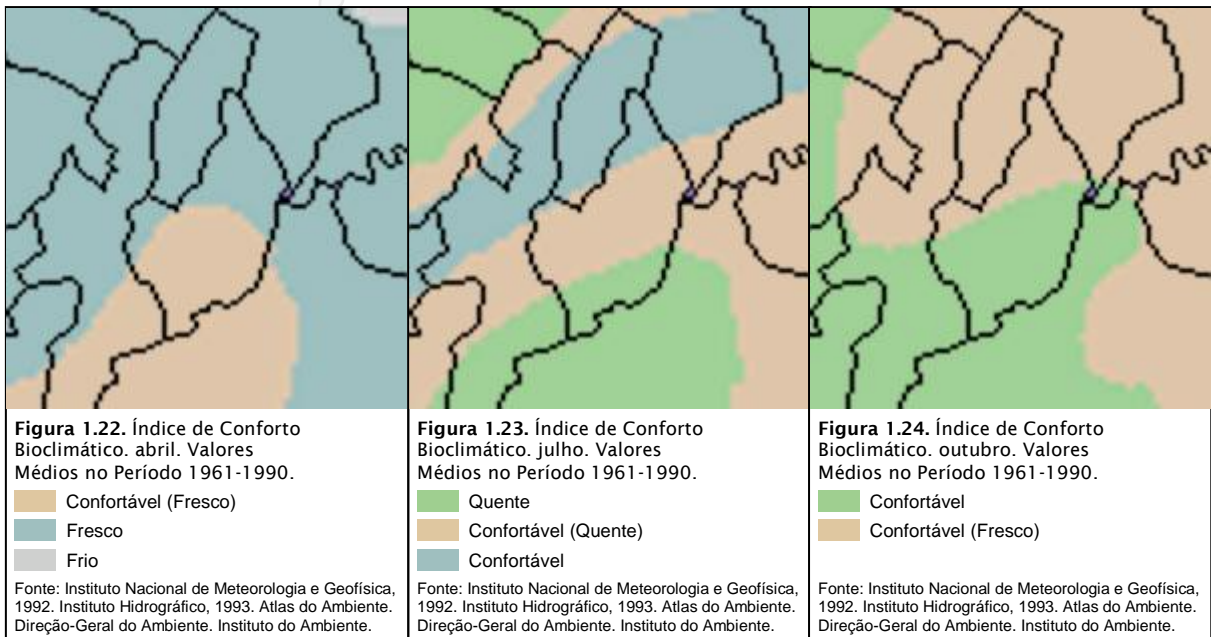 Figura 1.22. Índice de Conforto
Bioclimático. abril. Valores
Médios no Período 1961-1990.
Confortável (Fresco)
Fresco
Frio
Fonte: Instituto Nacional de Meteorologia e Geofísica,
1992. Instituto Hidrográfico, 1993. Atlas do Ambiente.
Direção-Geral do Ambiente. Instituto do Ambiente.
Figura 1.23. Índice de Conforto
Bioclimático. julho. Valores
Médios no Período 1961-1990.
Quente
Confortável (Quente)
Confortável
Fonte: Instituto Nacional de Meteorologia e Geofísica,
1992. Instituto Hidrográfico, 1993. Atlas do Ambiente.
Direção-Geral do Ambiente. Instituto do Ambiente.
Figura 1.24. Índice de Conforto
Bioclimático. outubro. Valores
Médios no Período 1961-1990.
Confortável
Confortável (Fresco)
Fonte: Instituto Nacional de Meteorologia e Geofísica,
1992. Instituto Hidrográfico, 1993. Atlas do Ambiente.
Direção-Geral do Ambiente. Instituto do Ambiente.